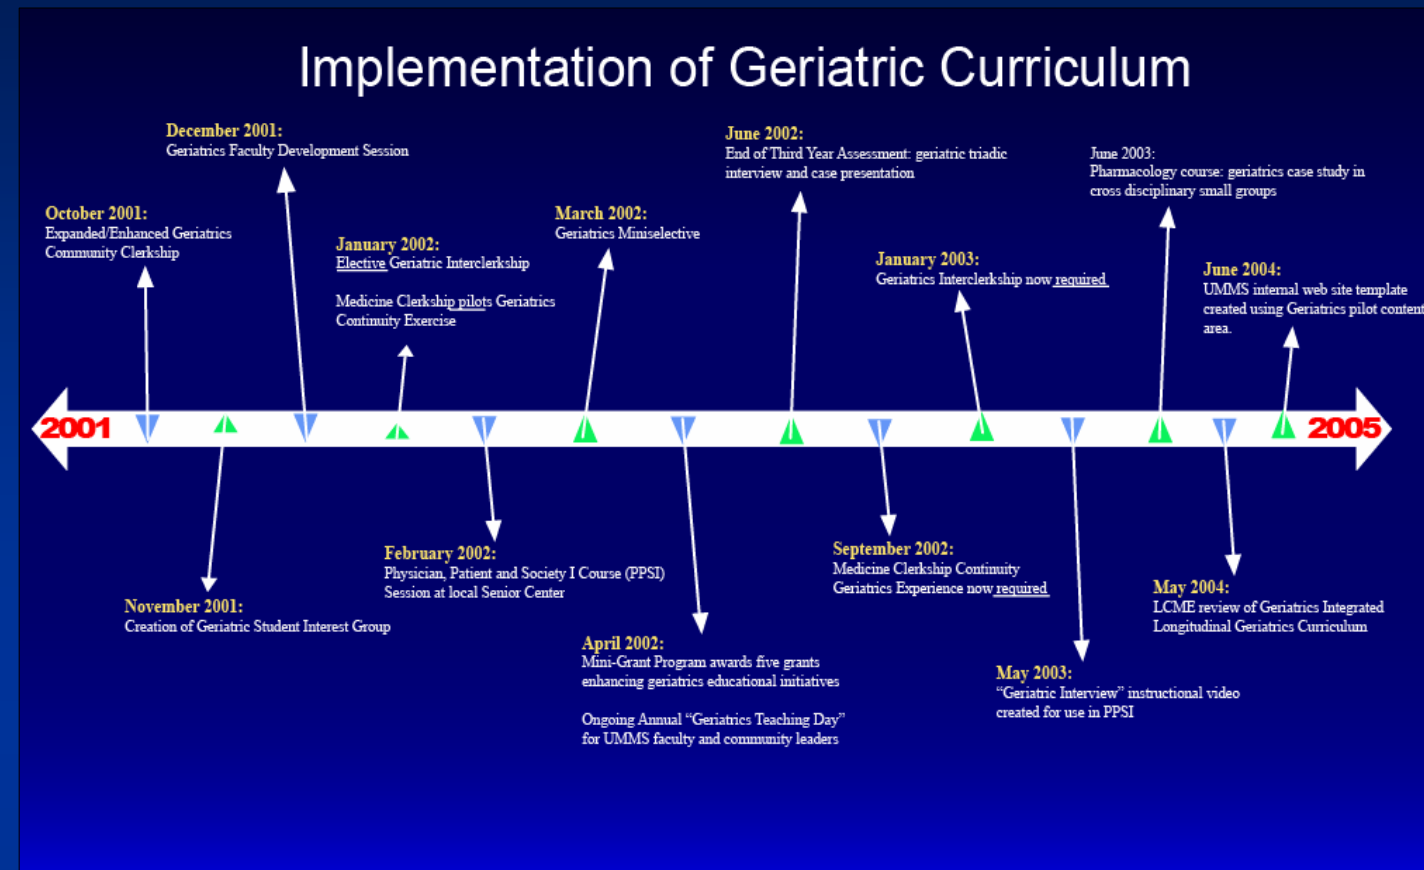 Implementation of Geriatric Curriculum
December 2001:
Geriatrics Faculty Development Session
June 2002:
End of Third Year Assessment: geriatric triadic
interview and case presentation
June 2003:
Pharmacology course: geriatrics case study in
cross disciplinary small groups
October 2001:
Expanded/Enhanced Geriatrics
Community Clerkship
January 2002:
Elective Geriatric Interclerkship
Medicine Clerkship pilots Geriatrics
Continuity Exercise
March 2002:
Geriatrics Miniselective
January 2003:
Geriatrics Interclerkship now required
June 2004:
UMMS internal web site template
created using Geriatrics pilot content
area.
2001
2005
November 2001:
Creation of Geriatric Student Interest Group
February 2002:
Physician, Patient and Society I Course (PPSI)
Session at local Senior Center
April 2002:
Mini-Grant Program awards five grants
enhancing geriatrics educational initiatives
Ongoing Annual “Geriatrics Teaching Day”
for UMMS faculty and community leaders
September 2002:
Medicine Clerkship Continuity
Geriatrics Experience now required
May 2003:
“Geriatric Interview” instructional video
created for use in PPSI
May 2004:
LCME review of Geriatrics Integrated
Longitudinal Geriatrics Curriculum